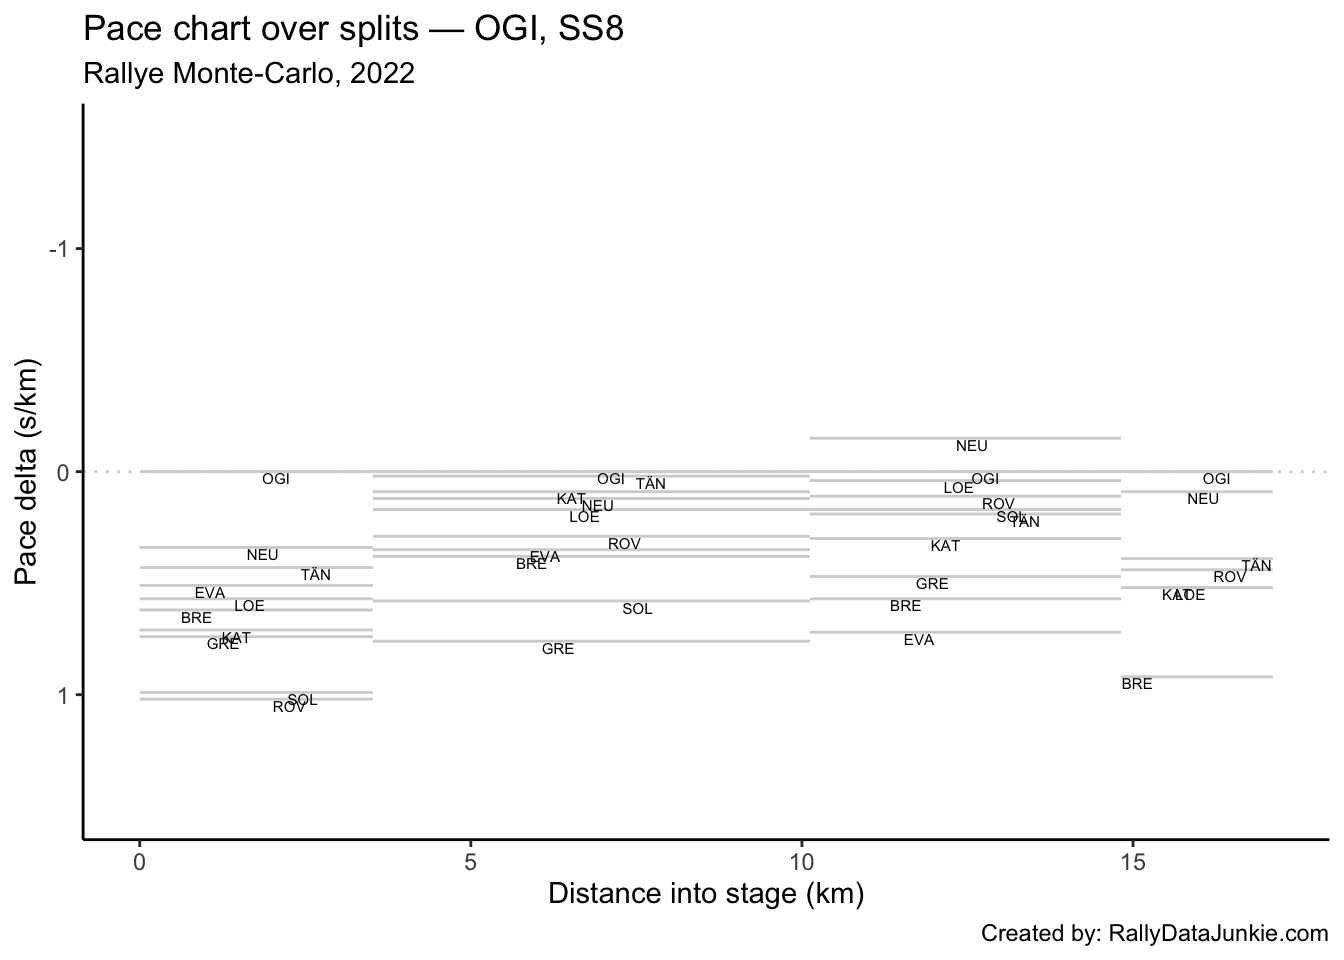 Pace chart over splits — OGI, SS8
Rallye Monte-Carlo, 2022
Pace delta (s/km)
-1
0
1
NEU
OGI
OGI
OGI
OGI
TÄN
LOE
KAT
NEU
NEU
ROV
LOE
SOL
TÄN
ROV
KAT
NEU
EVA
BRE
TÄN
TÄN
ROV
GRE
EVA
KAT
LOE
LOE
BRE
SOL
BRE
KAT
GRE
GRE
EVA
BRE
SOL
ROV
0
5
10
15
Distance into stage (km)
Created by: RallyDataJunkie.com